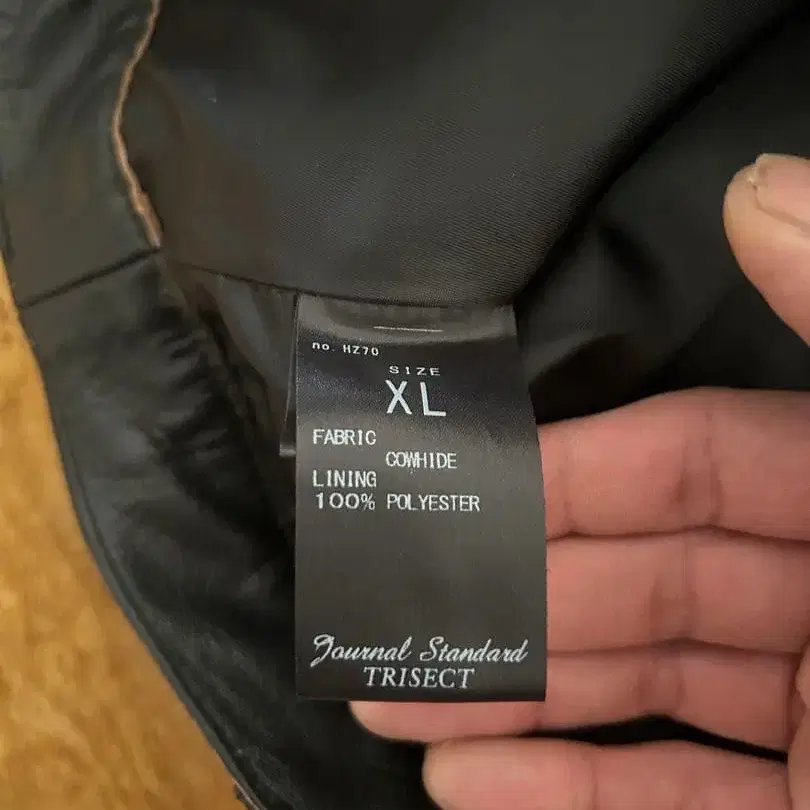 no. HZ70
SIZE
XL
FABRIC
COWHIDE
LINING
100% POLYESTER
Journal Standard
TRISECT